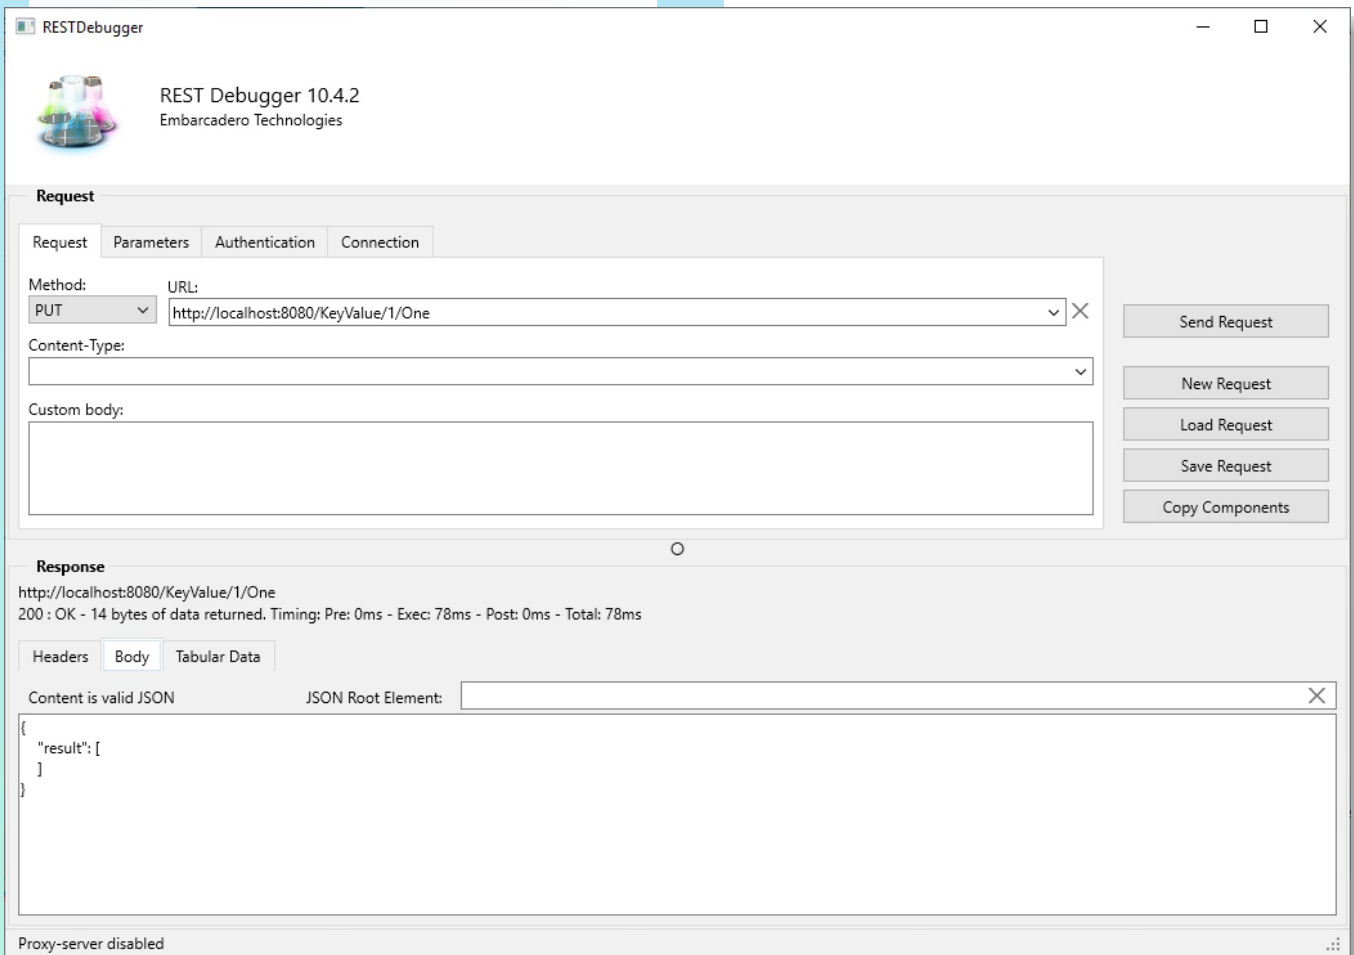 RESTDebugger
REST Debugger 10.4.2
Embarcadero Technologies
Request
Request Parameters Authentication Connection
Method: URL:
PUT http://localhost:8080/KeyValue/1/One
Send Request
Content-Type:
New Request
Custom body:
Load Request
Save Request
Copy Components
Response
http://localhost:8080/KeyValue/1/One
200 : OK - 14 bytes of data returned. Timing: Pre: 0ms - Exec: 78ms - Post: 0ms - Total: 78ms
Headers Body Tabular Data
Content is valid JSON JSON Root Element:
{
"result": [
]
}
Proxy-server disabled